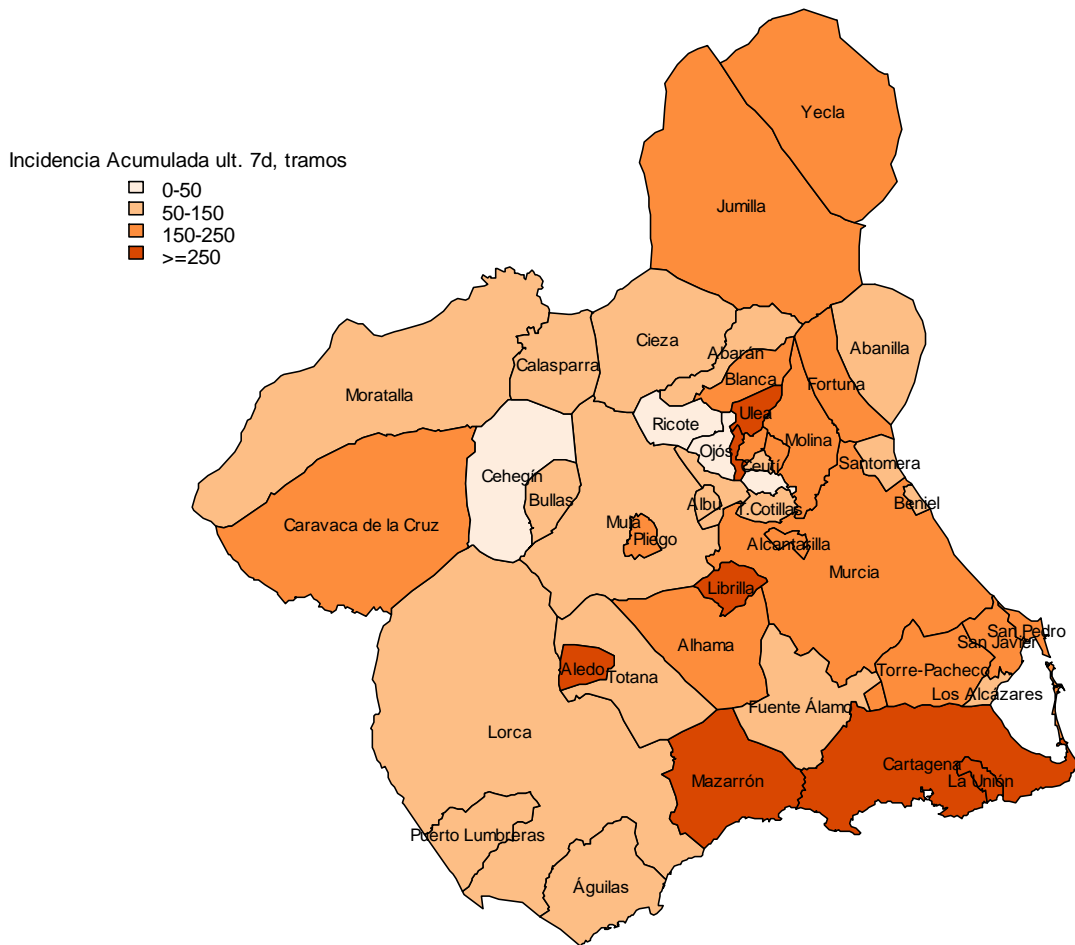 Incidencia Acumulada ult. 7d, tramos
0-50
50-150
150-250
>=250
Yecla
Jumilla
Cieza
Abarán
Abanilla
Calasparra
Moratalla
Blanca
Fortuna
Ricote
Ulea
Ojós
Molina
Ceutí
Santomera
Cehegín
Bullas
Albu
T.Cotillas
Beniel
Caravaca de la Cruz
Mula
Pliego
Alcantarilla
Murcia
Librilla
San Pedro
San Javier
Alhama
Aledo
Totana
Torre-Pacheco
Los Alcázares
Fuente Álamo
Lorca
Cartagena
La Unión
Mazarrón
Puerto Lumbreras
Águilas